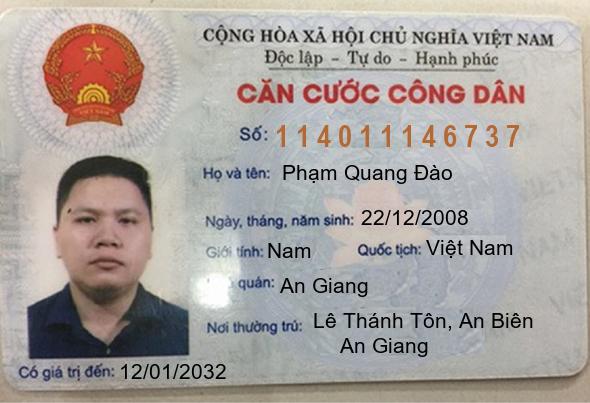 CỘNG HÒA XÃ HỘI CHỦ NGHĨA VIỆT NAM
Độc lập - Tự do - Hạnh phúc
CĂN CƯỚC CÔNG DÂN
Số: 114011146737
Họ và tên: Phạm Quang Đào
Ngày, tháng, năm sinh: 22/12/2008
Giới tính: Nam Quốc tịch: Việt Nam
quán: An Giang
Nơi thường trú: Lê Thánh Tôn, An Biên
An Giang
Có giá trị đến: 12/01/2032